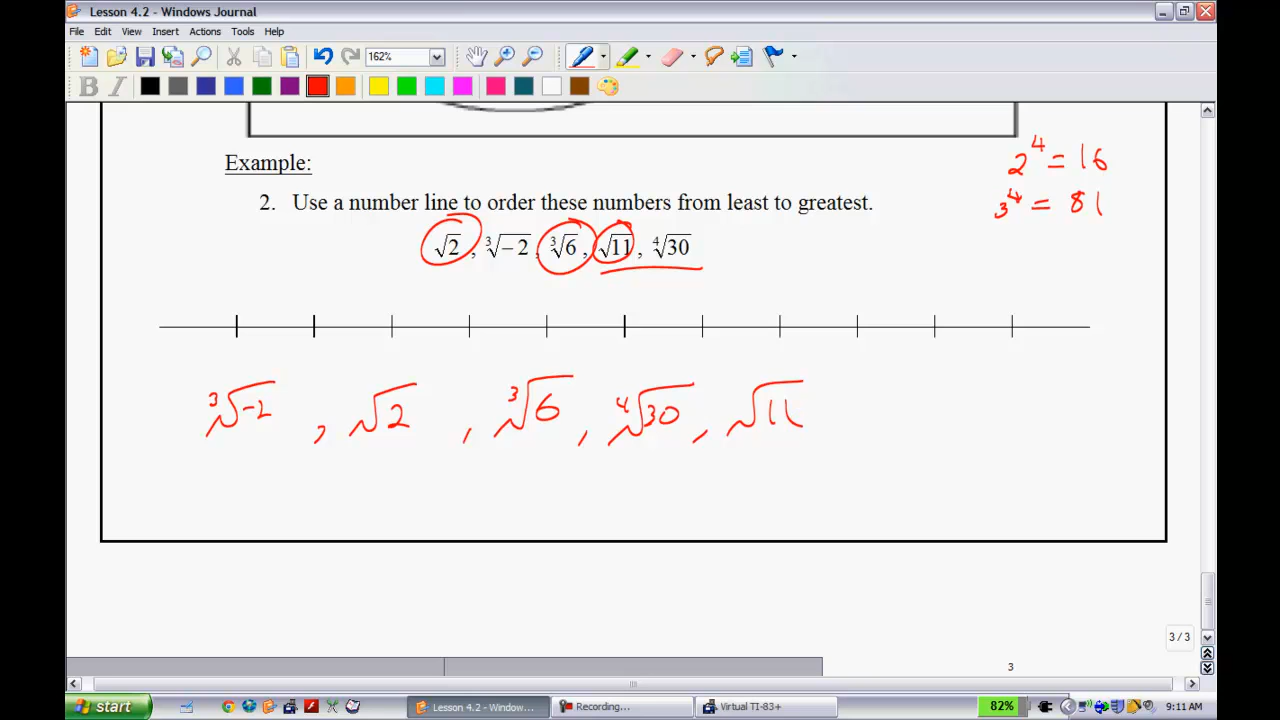 Lesson 4.2 - Windows Journal
File Edit View Insert Actions Tools Help
162%
B I
2⁴ = 16
Example:
3⁴ = 81
2. Use a number line to order these numbers from least to greatest.
√2, ∛-2, ∛6, √11, ∜30
∛-2, √2, ∛6, ∜30, √11
3/3
3
start Lesson 4.2 - Window... Recording... Virtual TI-83+ 82% 9:11 AM